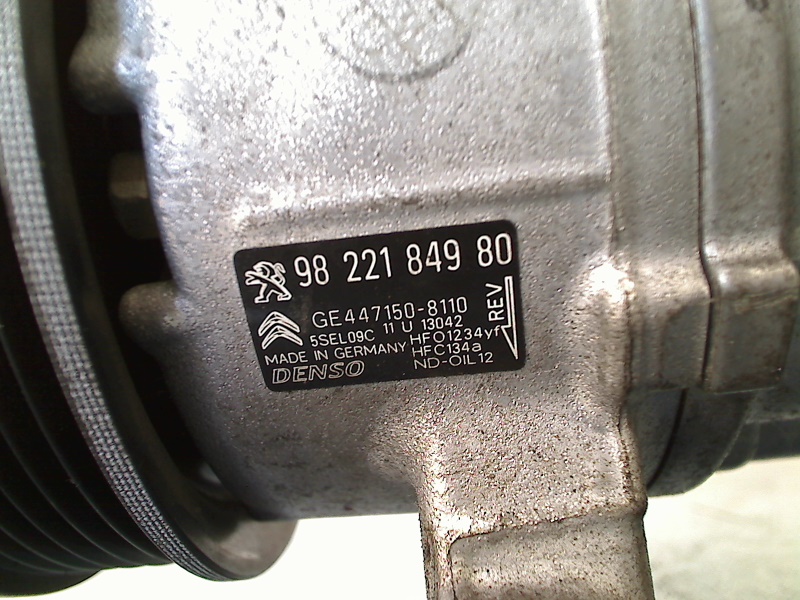 98 221 849 80
GE447150-8110
5SEL09C 11 U 13042
HFO1234yf
MADE IN GERMANY HFC134a
DENSO ND-OIL12
REV